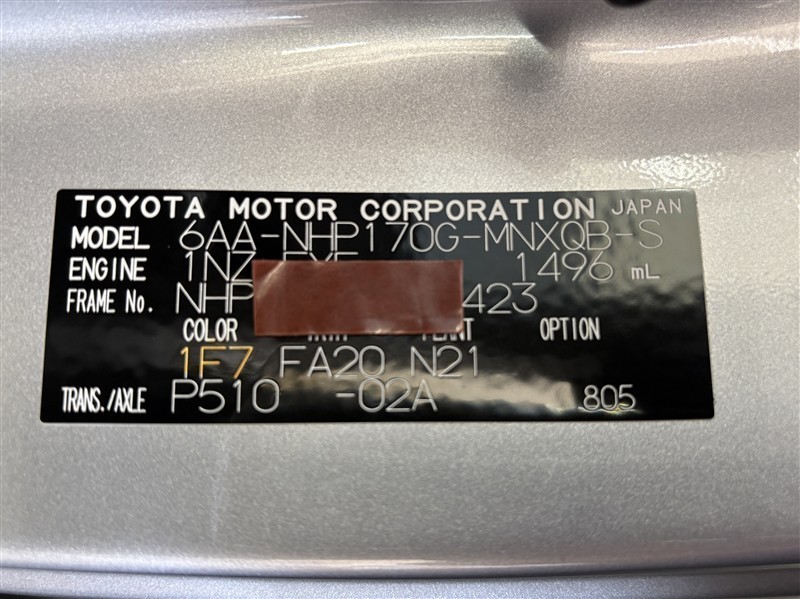 TOYOTA MOTOR CORPORATION JAPAN
MODEL 6AA-NHP170G-MNXQB-S
ENGINE 1NZ 1496 mL
FRAME No. NHP 423
COLOR OPTION
1F7 FA20 N21
TRANS./AXLE P510 -02A 805